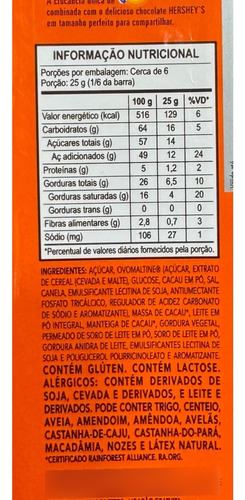 A crocância única de
combinada com o delicioso chocolate HERSHEY'S
em tamanho perfeito para compartilhar.
INFORMAÇÃO NUTRICIONAL
Porções por embalagem: Cerca de 6
Porção: 25 g (1/6 da barra)
100 g 25 g %VD*
Valor energético (kcal) 516 129 6
Carboidratos (g) 64 16 5
Açúcares totais (g) 57 14
Aç adicionados (g) 49 12 24
Proteínas (g) 5 1,2 2
Gorduras totais (g) 26 6,5 10
Gorduras saturadas (g) 16 4 20
Gorduras trans (g) 0 0 0
Fibras alimentares (g) 2,8 0,7 3
Sódio (mg) 106 27 1
*Percentual de valores diários fornecidos pela porção.
INGREDIENTES: AÇÚCAR, OVOMALTINE® (AÇÚCAR, EXTRATO
DE CEREAL (CEVADA E MALTE), GLUCOSE, CACAU EM PÓ, SAL,
CANELA, EMULSIFICANTE LECITINA DE SOJA, ANTIUMECTANTE
FOSFATO TRICÁLCICO, REGULADOR DE ACIDEZ CARBONATO
DE SÓDIO E AROMATIZANTE), MASSA DE CACAU*, LEITE EM
PÓ INTEGRAL, MANTEIGA DE CACAU*, GORDURA VEGETAL,
PERMEADO DE SORO DE LEITE EM PÓ, SORO DE LEITE EM PÓ,
GORDURA ANIDRA DE LEITE, EMULSIFICANTES LECITINA DE
SOJA E POLIGLICEROL POLIRRICINOLEATO E AROMATIZANTE.
CONTÉM GLÚTEN. CONTÉM LACTOSE.
ALÉRGICOS: CONTÉM DERIVADOS DE
SOJA, CEVADA E DERIVADOS, E LEITE E
DERIVADOS. PODE CONTER TRIGO, CENTEIO,
AVEIA, AMENDOIM, AMÊNDOA, AVELÃS,
CASTANHA-DE-CAJU, CASTANHA-DO-PARÁ,
MACADÂMIA, NOZES E LÁTEX NATURAL.
*CERTIFICADO RAINFOREST ALLIANCE. RA.ORG.